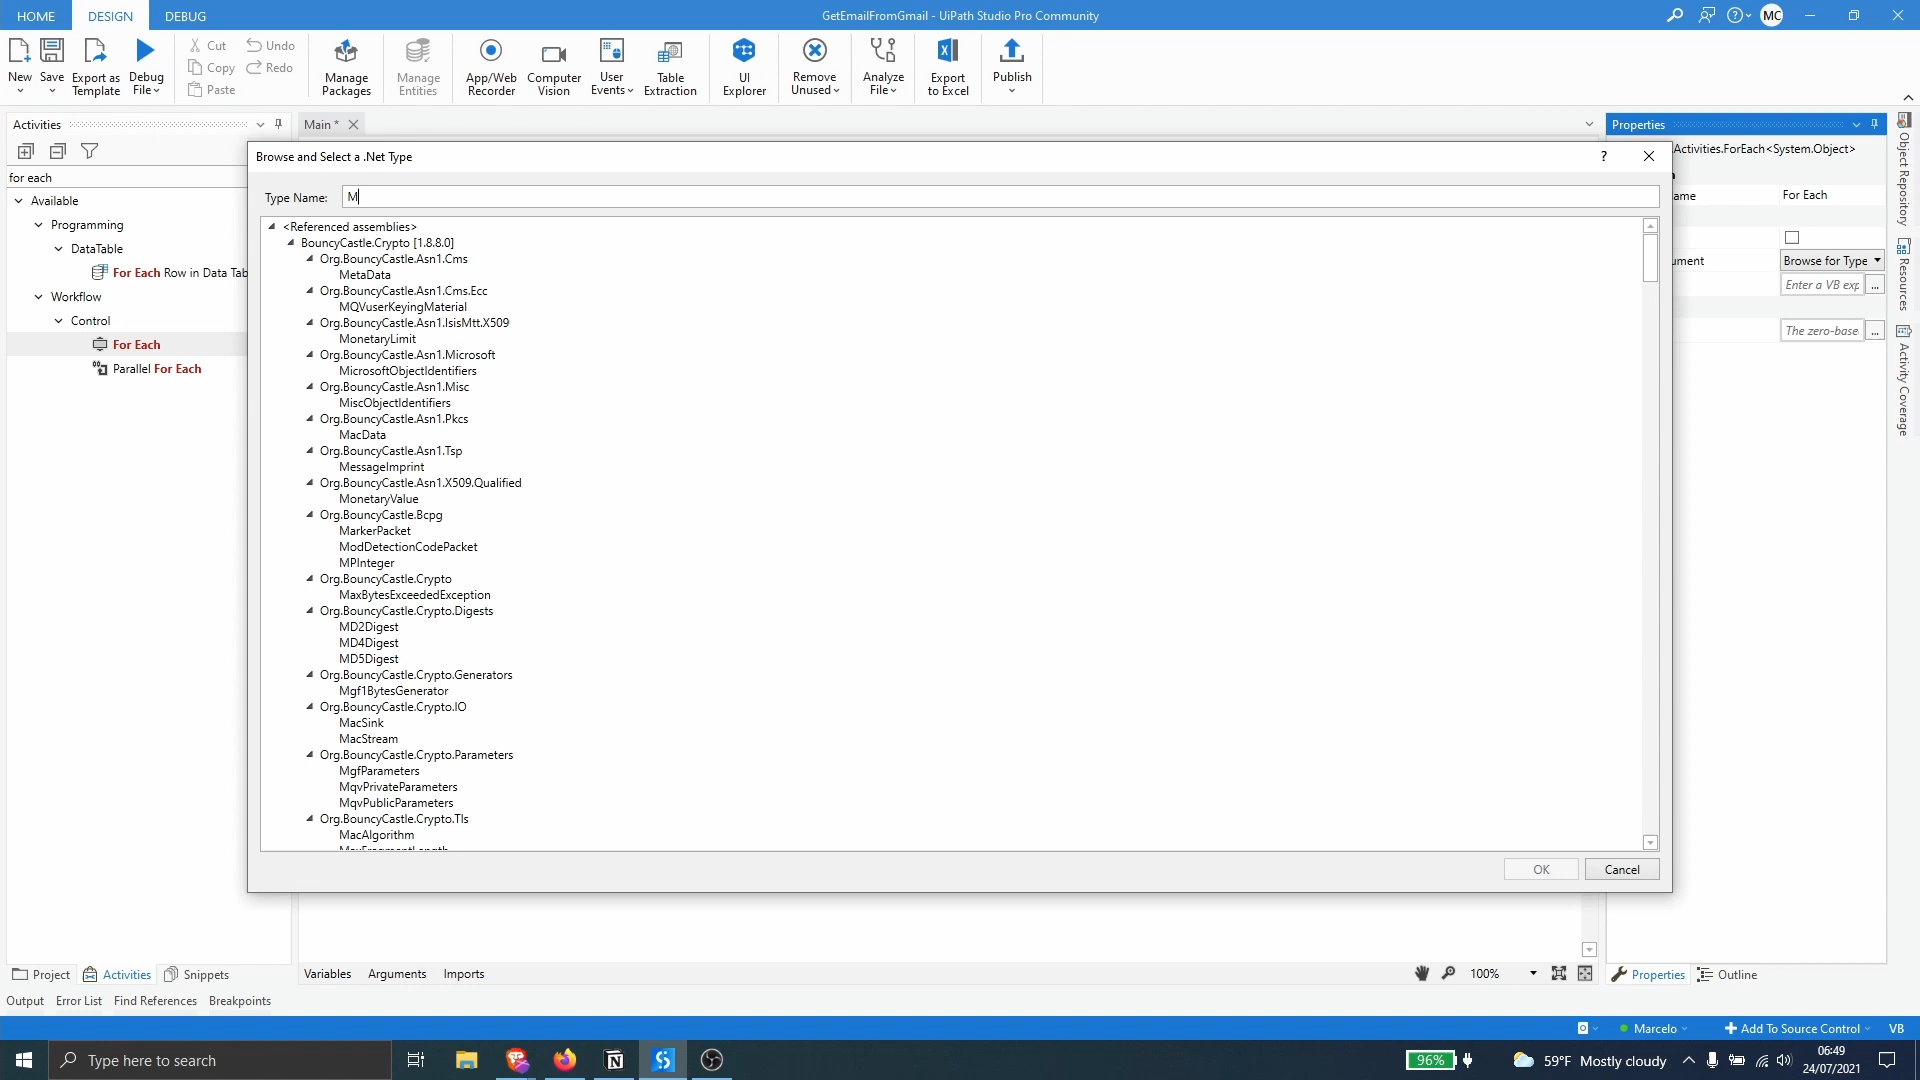 HOME DESIGN DEBUG
GetEmailFromGmail - UiPath Studio Pro Community
MC
New
Save
Export as
Template
Debug
File
Cut
Copy
Paste
Undo
Redo
Manage
Packages
Manage
Entities
App/Web
Recorder
Computer
Vision
User
Events
Table
Extraction
UI
Explorer
Remove
Unused
Analyze
File
Export
to Excel
Publish
Activities
for each
Available
Programming
DataTable
For Each Row in Data Tab
Workflow
Control
For Each
Parallel For Each
Main *
Browse and Select a .Net Type
?
Type Name: M
<Referenced assemblies>
BouncyCastle.Crypto [1.8.8.0]
Org.BouncyCastle.Asn1.Cms
MetaData
Org.BouncyCastle.Asn1.Cms.Ecc
MQVuserKeyingMaterial
Org.BouncyCastle.Asn1.IsisMtt.X509
MonetaryLimit
Org.BouncyCastle.Asn1.Microsoft
MicrosoftObjectIdentifiers
Org.BouncyCastle.Asn1.Misc
MiscObjectIdentifiers
Org.BouncyCastle.Asn1.Pkcs
MacData
Org.BouncyCastle.Asn1.Tsp
MessageImprint
Org.BouncyCastle.Asn1.X509.Qualified
MonetaryValue
Org.BouncyCastle.Bcpg
MarkerPacket
ModDetectionCodePacket
MPInteger
Org.BouncyCastle.Crypto
MaxBytesExceededException
Org.BouncyCastle.Crypto.Digests
MD2Digest
MD4Digest
MD5Digest
Org.BouncyCastle.Crypto.Generators
Mgf1BytesGenerator
Org.BouncyCastle.Crypto.IO
MacSink
MacStream
Org.BouncyCastle.Crypto.Parameters
MgfParameters
MqvPrivateParameters
MqvPublicParameters
Org.BouncyCastle.Crypto.Tls
MacAlgorithm
OK Cancel
Properties
Activities.ForEach<System.Object>
ame For Each
ument Browse for Type
Enter a VB exp ...
The zero-base ...
Object Repository
Resources
Activity Coverage
Project Activities Snippets
Variables Arguments Imports
100%
Properties Outline
Output Error List Find References Breakpoints
Marcelo Add To Source Control VB
Type here to search
96%
59°F Mostly cloudy
06:49
24/07/2021